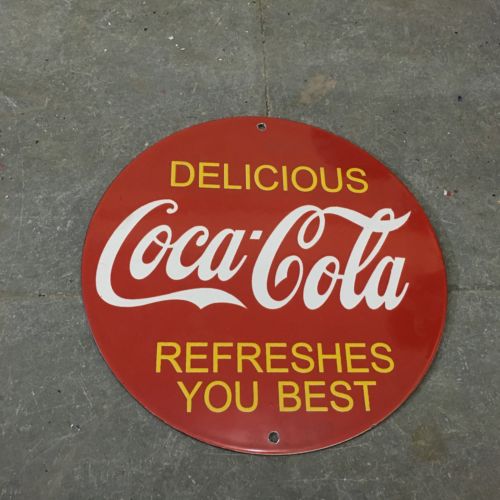 DELICIOUS
Coca-Cola
REFRESHES
YOU BEST